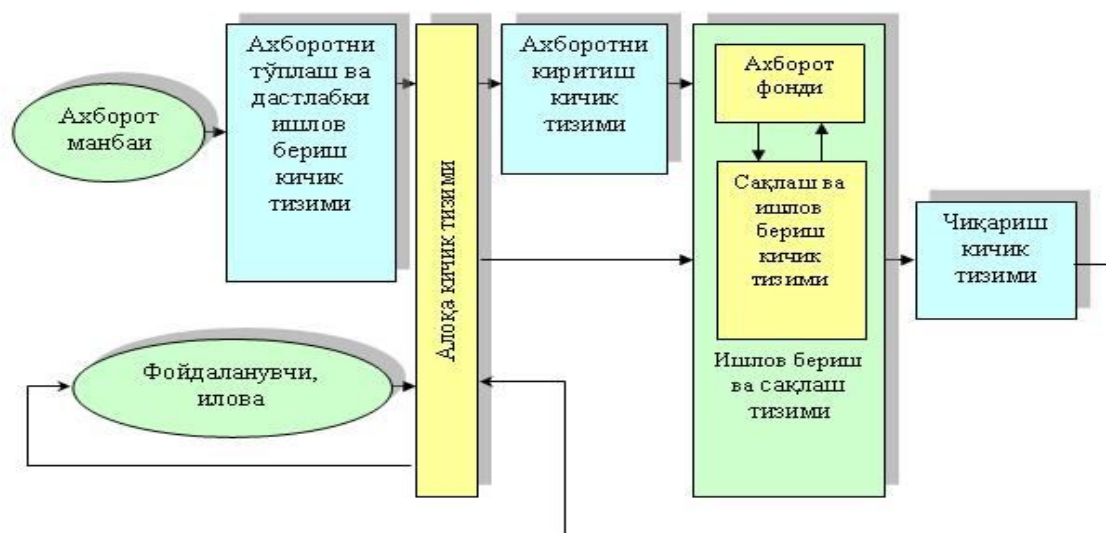 Ахборот
манбаи
Ахборотни
тўплаш ва
дастлабки
ишлов
бериш
кичик
тизими
Алоқа кичик тизими
Ахборотни
киритиш
кичик
тизими
Ахборот
фонди
Сақлаш ва
ишлов
бериш
кичик
тизими
Ишлов бериш
ва сақлаш
тизими
Чиқариш
кичик
тизими
Фойдаланувчи,
илова